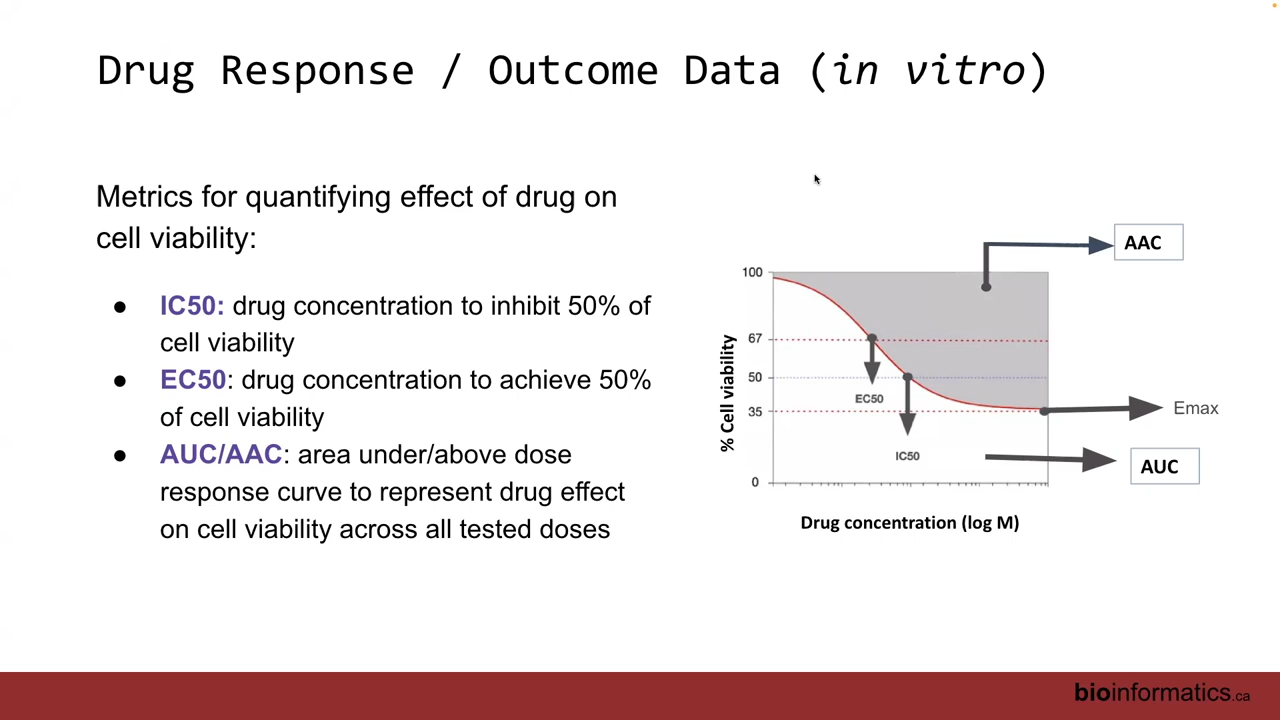 Drug Response / Outcome Data (in vitro)
Metrics for quantifying effect of drug on
cell viability:
● IC50: drug concentration to inhibit 50% of
cell viability
● EC50: drug concentration to achieve 50%
of cell viability
● AUC/AAC: area under/above dose
response curve to represent drug effect
on cell viability across all tested doses
AAC
100
67
50
35
0
% Cell viability
EC50
IC50
Emax
AUC
Drug concentration (log M)
bioinformatics.ca